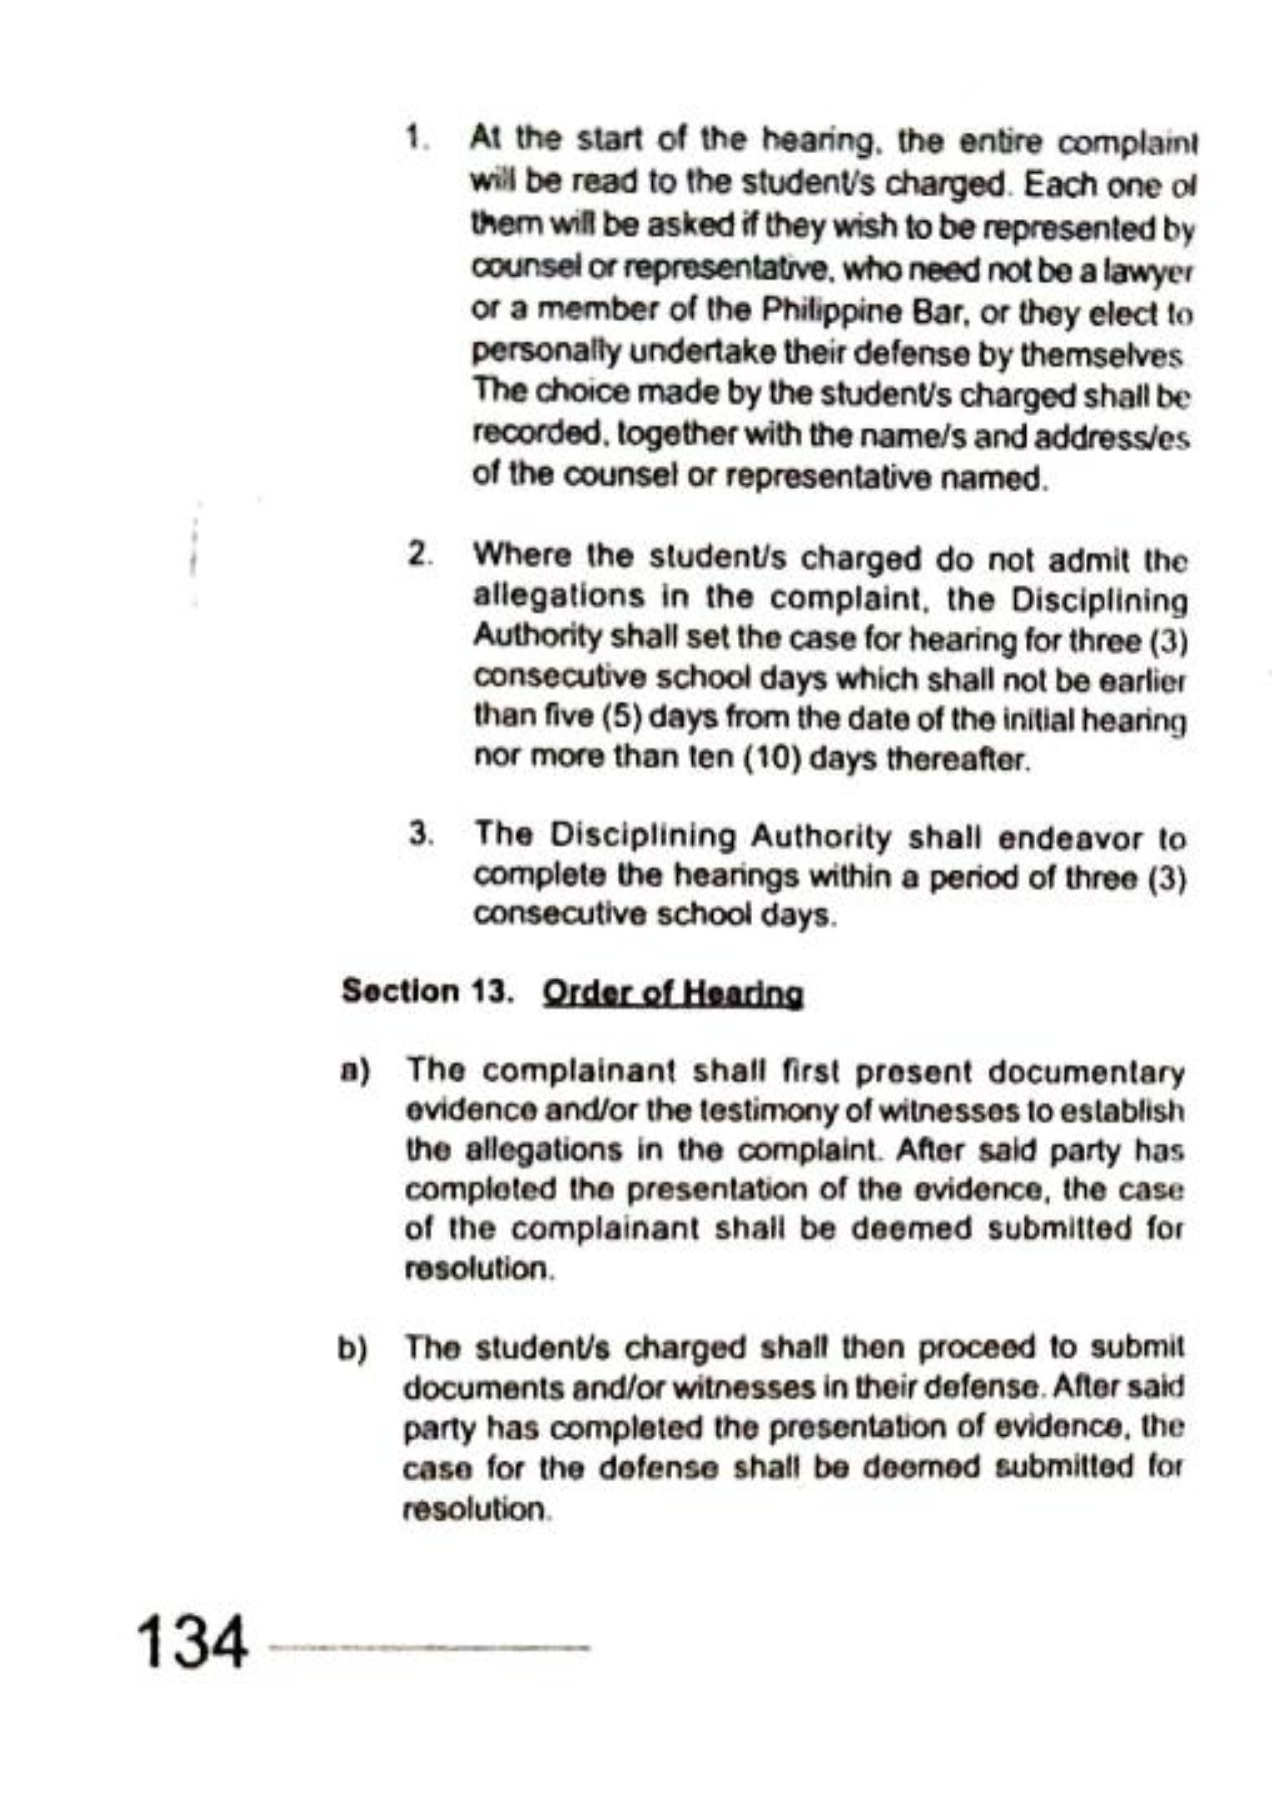 1. At the start of the hearing, the entire complaint
will be read to the student/s charged. Each one of
them will be asked if they wish to be represented by
counsel or representative, who need not be a lawyer
or a member of the Philippine Bar, or they elect to
personally undertake their defense by themselves
The choice made by the student/s charged shall be
recorded, together with the name/s and address/es
of the counsel or representative named.
2. Where the student/s charged do not admit the
allegations in the complaint, the Disciplining
Authority shall set the case for hearing for three (3)
consecutive school days which shall not be earlier
than five (5) days from the date of the initial hearing
nor more than ten (10) days thereafter.
3. The Disciplining Authority shall endeavor to
complete the hearings within a period of three (3)
consecutive school days.
Section 13. Order of Hearing
a) The complainant shall first present documentary
evidence and/or the testimony of witnesses to establish
the allegations in the complaint. After said party has
completed the presentation of the evidence, the case
of the complainant shall be deemed submitted for
resolution.
b) The student/s charged shall then proceed to submit
documents and/or witnesses in their defense. After said
party has completed the presentation of evidence, the
case for the defense shall be deemed submitted for
resolution.
134